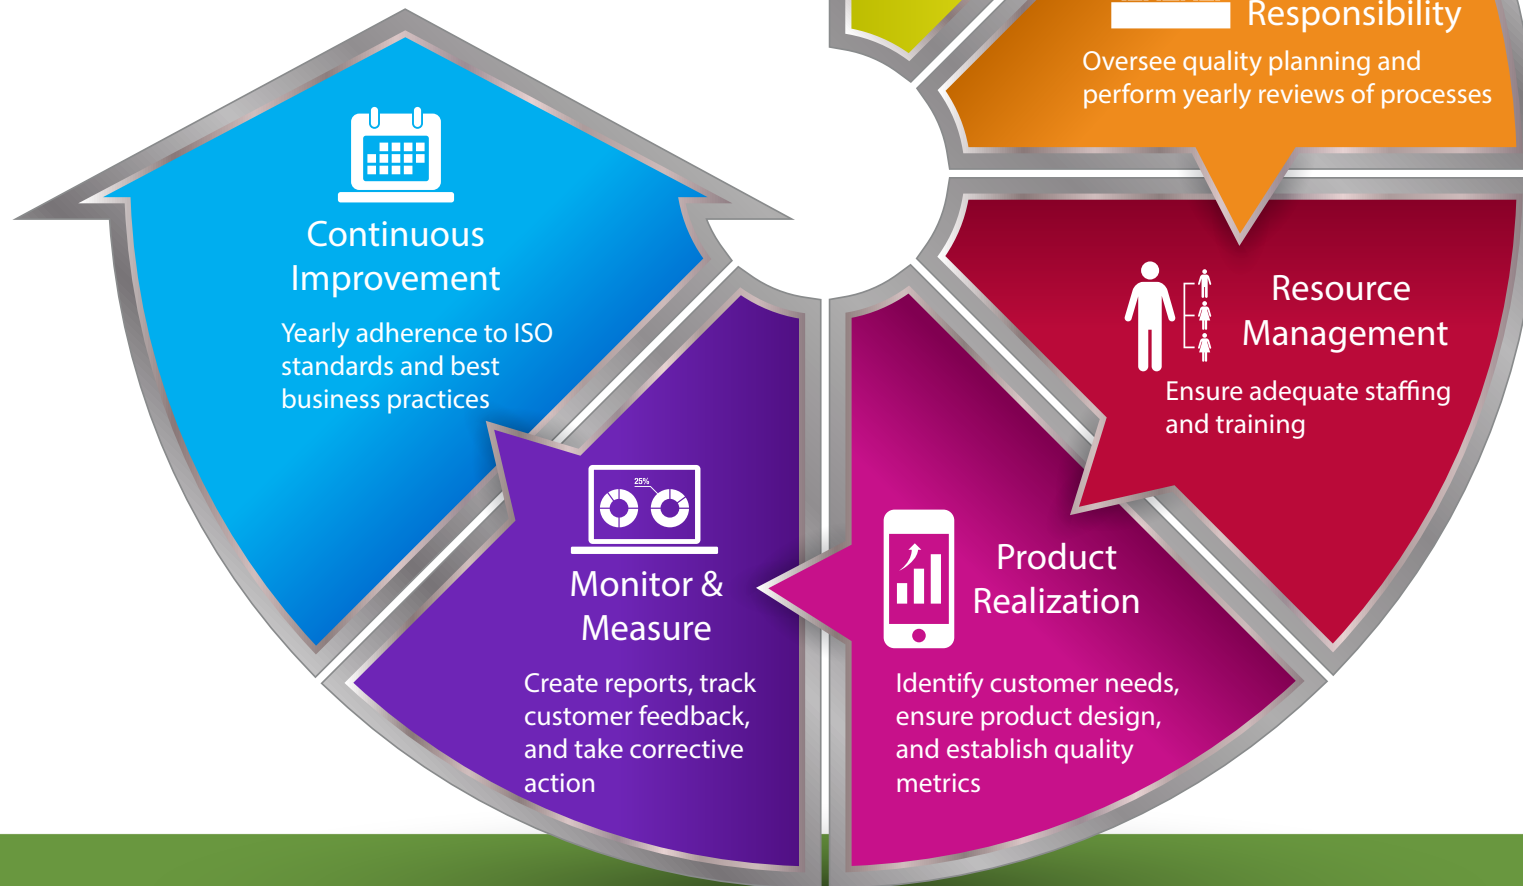 Responsibility
Oversee quality planning and
perform yearly reviews of processes
Resource
Management
Ensure adequate staffing
and training
Product
Realization
Identify customer needs,
ensure product design,
and establish quality
metrics
25%
Monitor &
Measure
Create reports, track
customer feedback,
and take corrective
action
Continuous
Improvement
Yearly adherence to ISO
standards and best
business practices